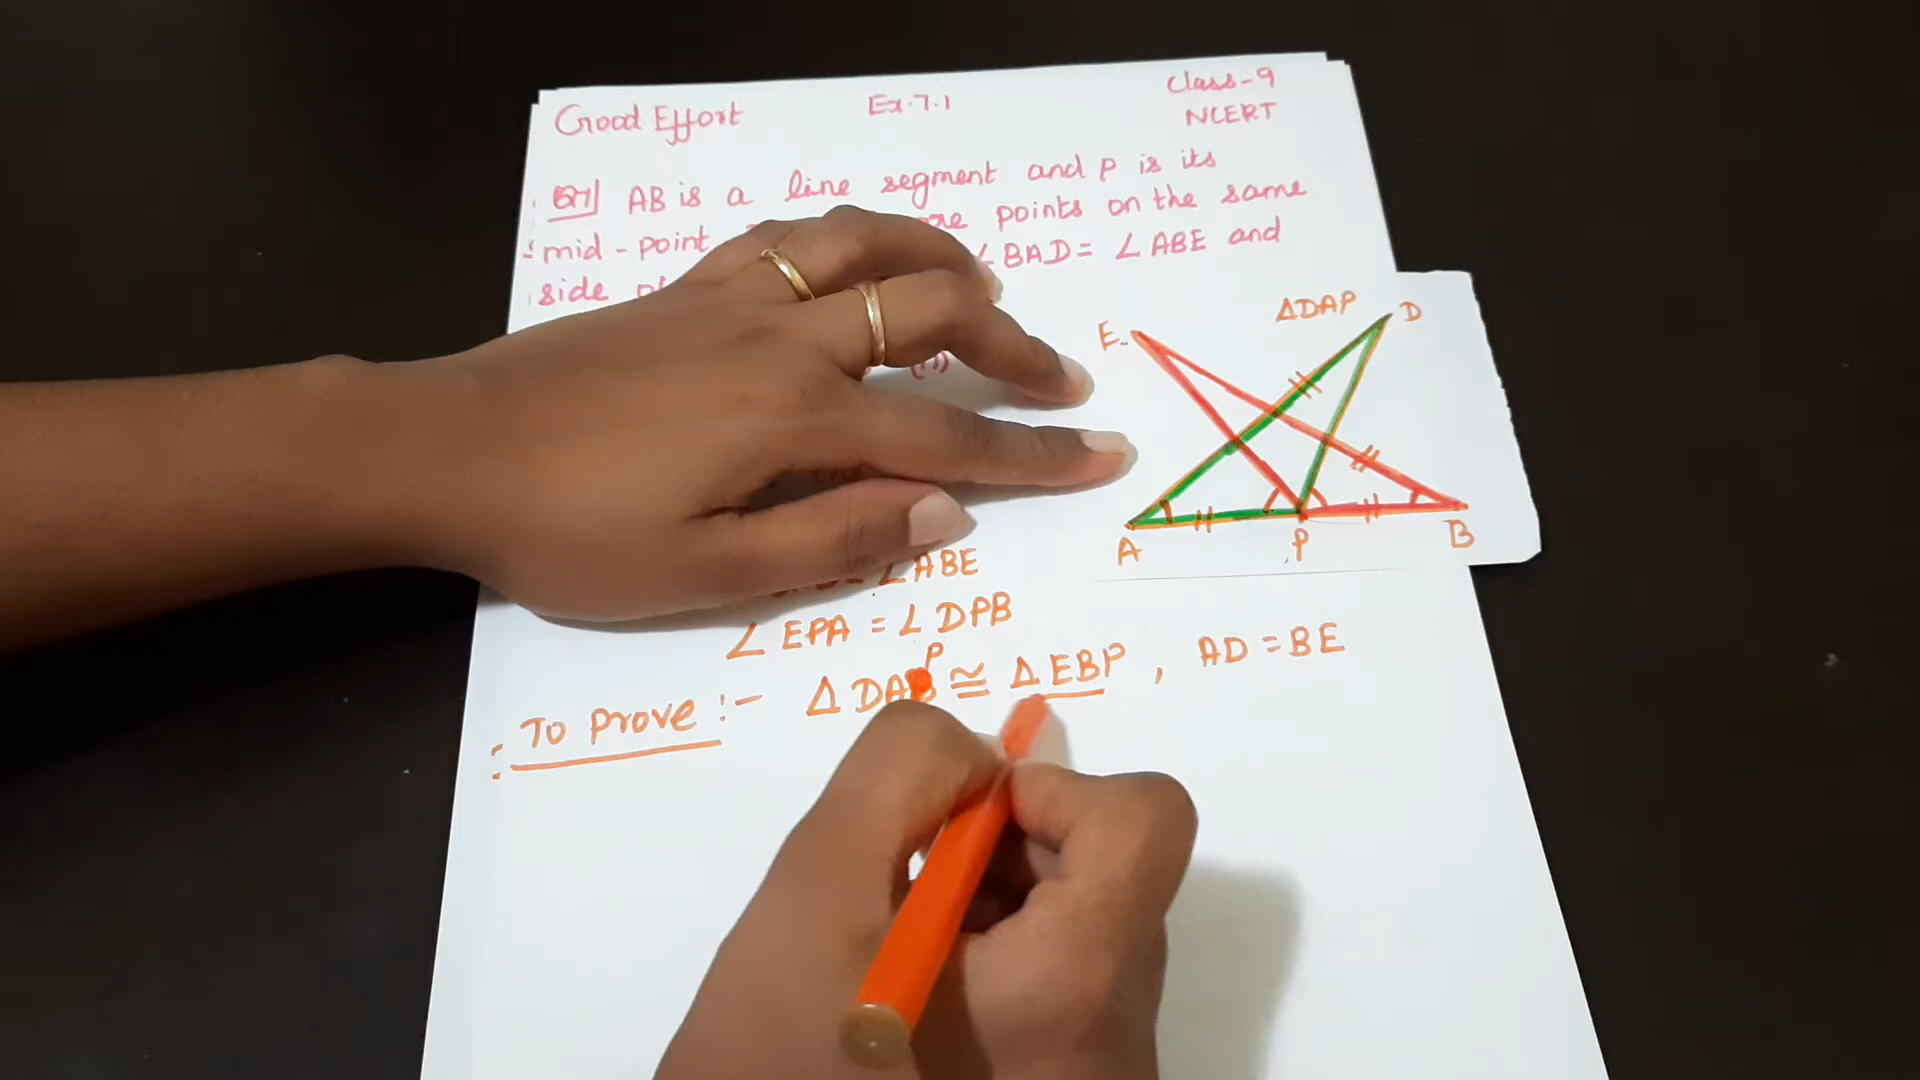 Good Effort
Ex.7.1
Class-9
NCERT
Q7] AB is a line segment and P is its
mid-point points on the same
side ∠BAD = ∠ABE and
ΔDAP
D
E
A
P
B
∠ABE
∠EPA = ∠DPB
To Prove :- ΔDAP ≅ ΔEBP , AD = BE